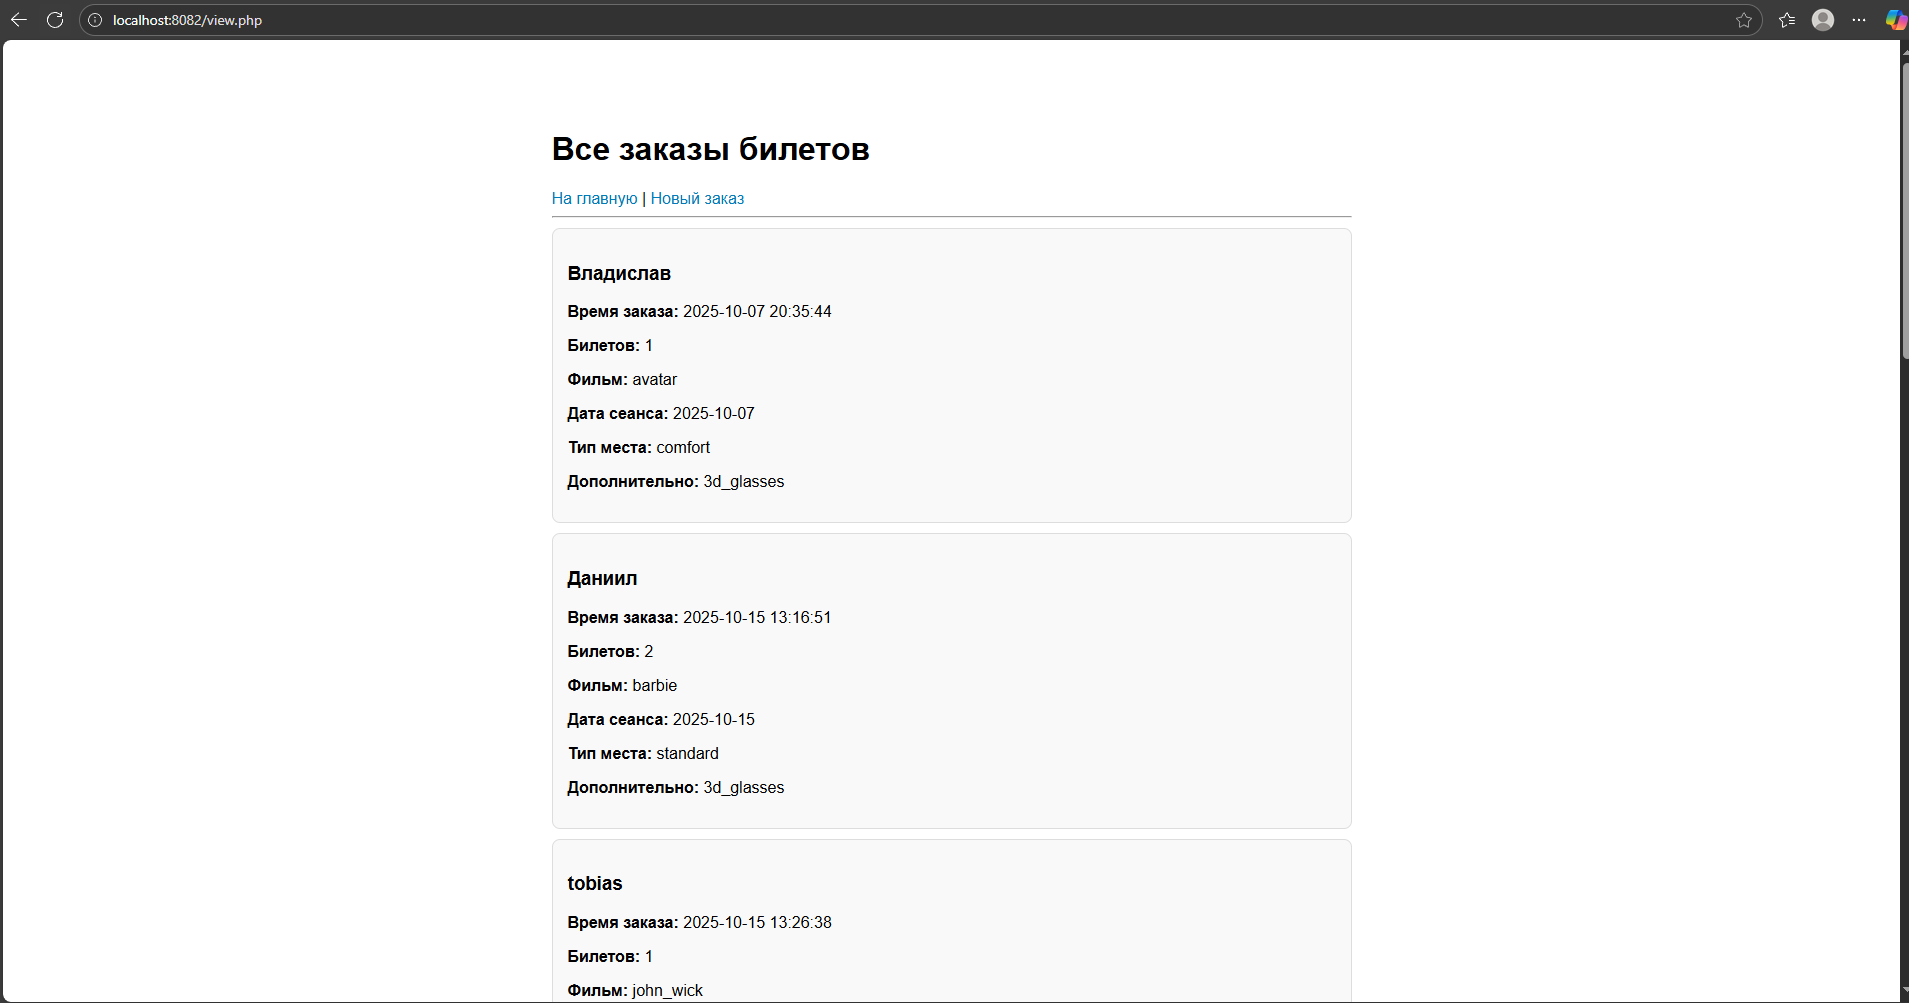 localhost:8082/view.php
Все заказы билетов
На главную | Новый заказ
Владислав
Время заказа: 2025-10-07 20:35:44
Билетов: 1
Фильм: avatar
Дата сеанса: 2025-10-07
Тип места: comfort
Дополнительно: 3d_glasses
Даниил
Время заказа: 2025-10-15 13:16:51
Билетов: 2
Фильм: barbie
Дата сеанса: 2025-10-15
Тип места: standard
Дополнительно: 3d_glasses
tobias
Время заказа: 2025-10-15 13:26:38
Билетов: 1
Фильм: john_wick